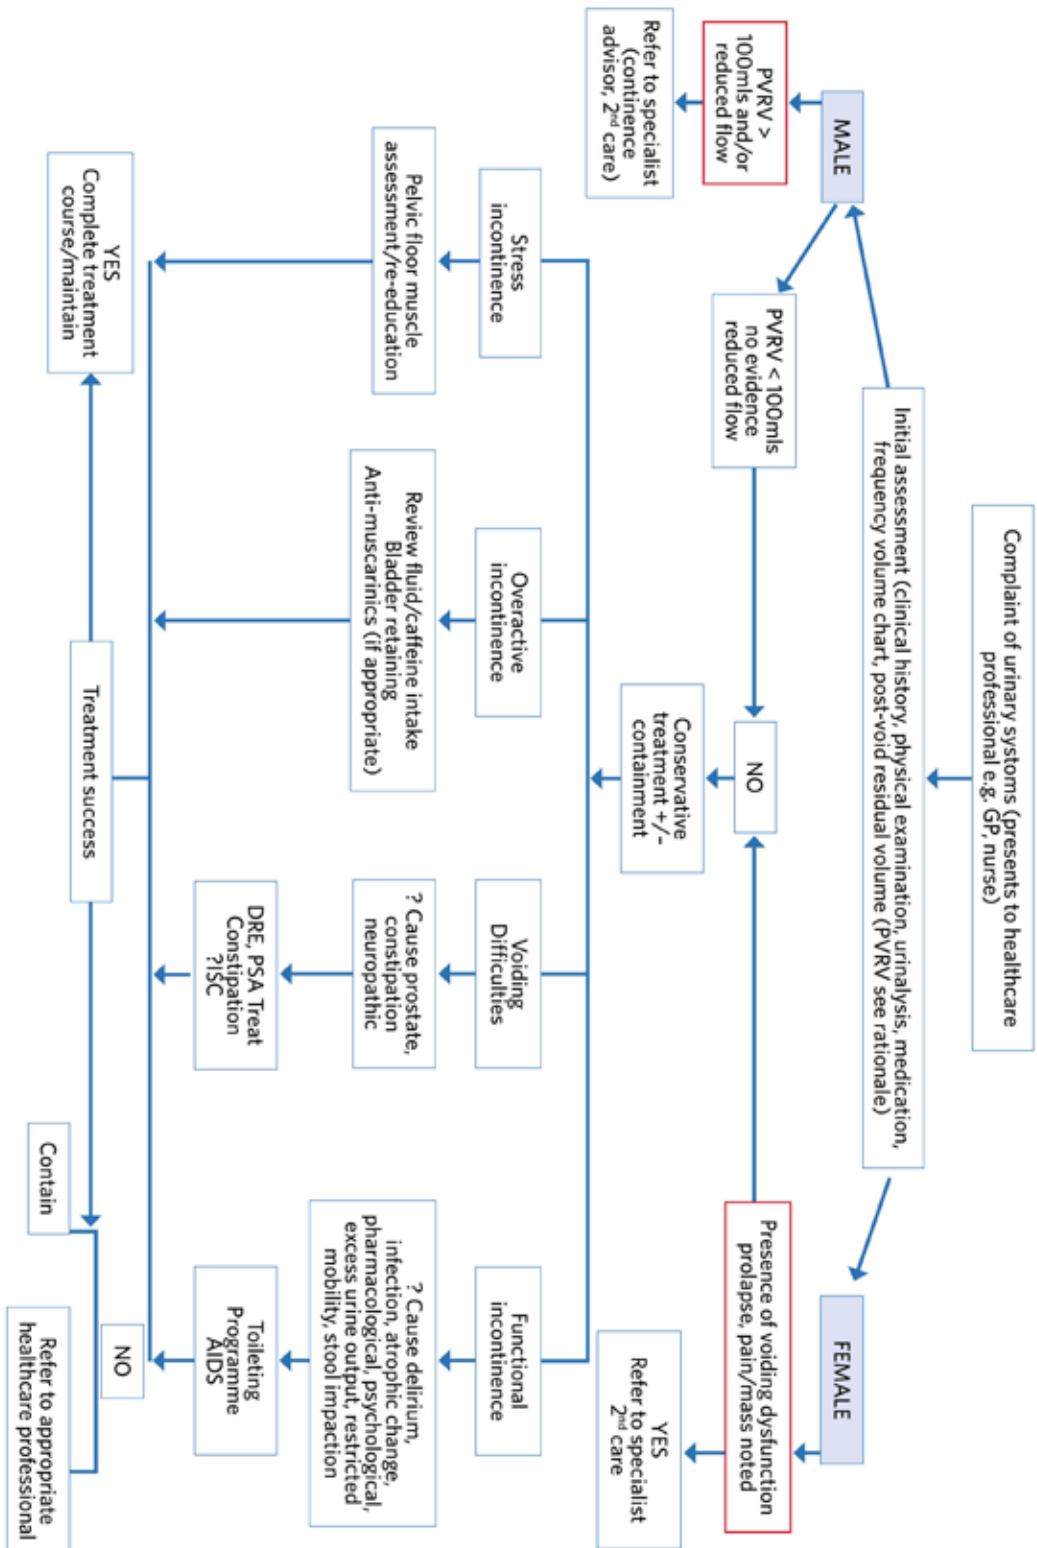 Complaint of urinary systoms (presents to healthcare
professional e.g. GP, nurse)
Initial assessment (clinical history, physical examination, urinalysis, medication,
frequency volume chart, post-void residual volume (PVRV see rationale)
MALE
FEMALE
PVRV >
100mls and/or
reduced flow
PVRV < 100mls
no evidence
reduced flow
NO
Presence of voiding dysfunction
prolapse, pain/mass noted
Refer to specialist
(continence
advisor, 2nd care)
Conservative
treatment +/-
containment
YES
Refer to specialist
2nd care
Stress
incontinence
Overactive
incontinence
Voiding
Difficulties
Functional
incontinence
Pelvic floor muscle
assessment/re-education
Review fluid/caffeine intake
Bladder retaining
Anti-muscarinics (if appropriate)
? Cause prostate,
constipation
neuropathic
? Cause delirium,
infection, atrophic change,
pharmacological, psychological,
excess urine output, restricted
mobility, stool impaction
DRE, PSA Treat
Constipation
?ISC
Toileting
Programme
AIDS
YES
Complete treatment
course/maintain
Treatment success
NO
Contain
Refer to appropriate
healthcare professional